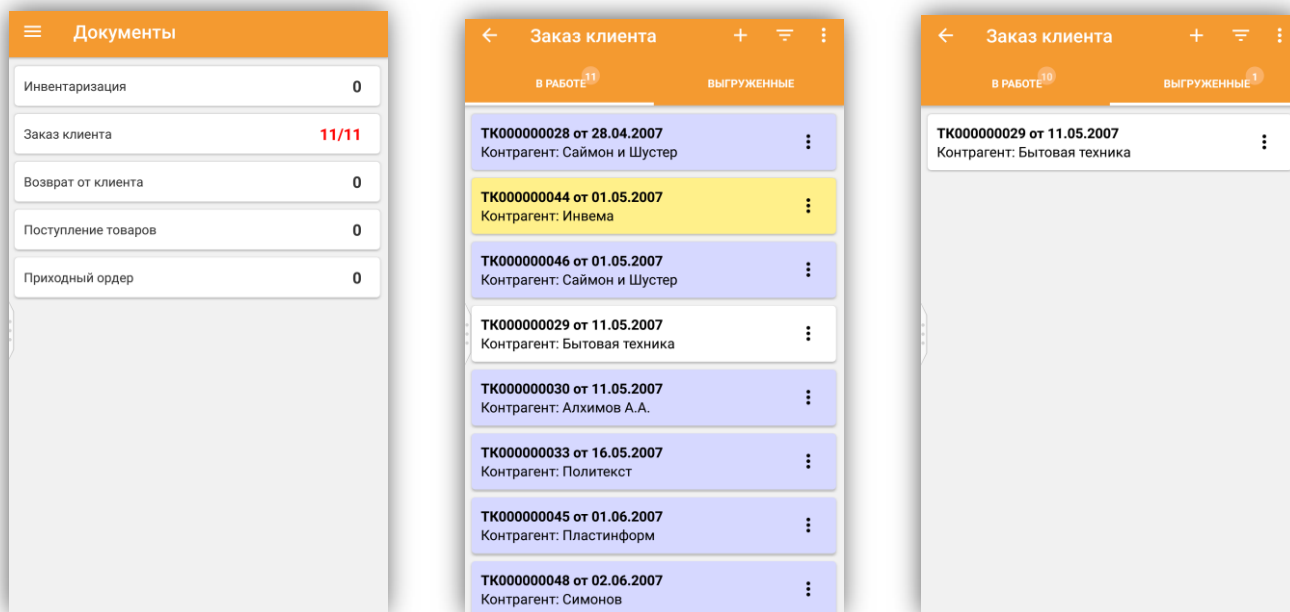 Документы
Инвентаризация 0
Заказ клиента 11/11
Возврат от клиента 0
Поступление товаров 0
Приходный ордер 0
Заказ клиента
В РАБОТЕ 11 ВЫГРУЖЕННЫЕ
ТК000000028 от 28.04.2007
Контрагент: Саймон и Шустер
ТК000000044 от 01.05.2007
Контрагент: Инвема
ТК000000046 от 01.05.2007
Контрагент: Саймон и Шустер
ТК000000029 от 11.05.2007
Контрагент: Бытовая техника
ТК000000030 от 11.05.2007
Контрагент: Алхимов А.А.
ТК000000033 от 16.05.2007
Контрагент: Политекст
ТК000000045 от 01.06.2007
Контрагент: Пластинформ
ТК000000048 от 02.06.2007
Контрагент: Симонов
Заказ клиента
В РАБОТЕ 10 ВЫГРУЖЕННЫЕ 1
ТК000000029 от 11.05.2007
Контрагент: Бытовая техника